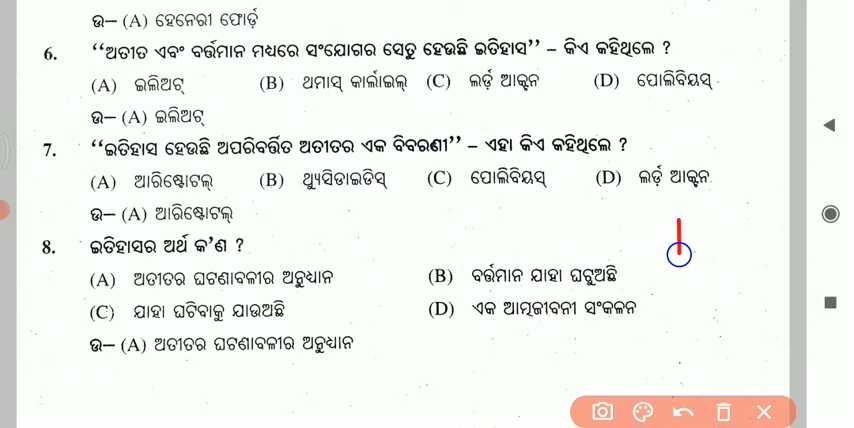 ଉ– (A) ହେନେରୀ ଫୋର୍ଡ଼
6. “ଅତୀତ ଏବଂ ବର୍ତ୍ତମାନ ମଧ୍ୟରେ ସଂଯୋଗର ସେତୁ ହେଉଛି ଇତିହାସ” – କିଏ କହିଥିଲେ ?
(A) ଇଲିଅଟ୍ (B) ଥମାସ୍ କାର୍ଲାଇଲ୍ (C) ଲର୍ଡ଼ ଆକ୍ଟନ (D) ପୋଲିବିୟସ୍
ଉ– (A) ଇଲିଅଟ୍
7. “ଇତିହାସ ହେଉଛି ଅପରିବର୍ତ୍ତିତ ଅତୀତର ଏକ ବିବରଣୀ” – ଏହା କିଏ କହିଥିଲେ ?
(A) ଆରିଷ୍ଟୋଟଲ୍ (B) ଥ୍ୟୁସିଡାଇଡିସ୍ (C) ପୋଲିବିୟସ୍ (D) ଲର୍ଡ଼ ଆକ୍ଟନ
ଉ– (A) ଆରିଷ୍ଟୋଟଲ୍
8. ଇତିହାସର ଅର୍ଥ କ’ଣ ?
(A) ଅତୀତର ଘଟଣାବଳୀର ଅନୁଧ୍ୟାନ (B) ବର୍ତ୍ତମାନ ଯାହା ଘଟୁଅଛି
(C) ଯାହା ଘଟିବାକୁ ଯାଉଅଛି (D) ଏକ ଆତ୍ମଜୀବନୀ ସଂକଳନ
ଉ– (A) ଅତୀତର ଘଟଣାବଳୀର ଅନୁଧ୍ୟାନ